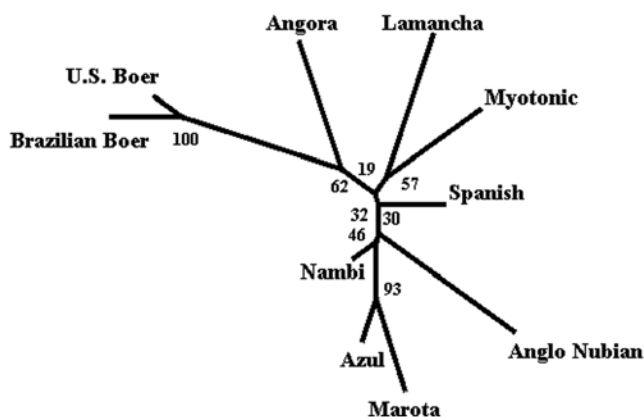 Angora
Lamancha
U.S. Boer
Myotonic
Brazilian Boer
100
19
62
57
Spanish
32
30
46
Nambi
93
Anglo Nubian
Azul
Marota